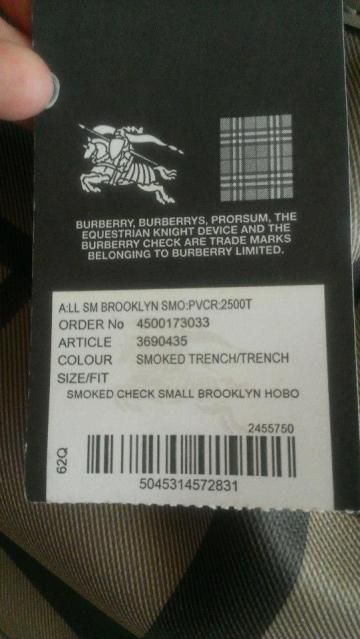 BURBERRY, BURBERRYS, PRORSUM, THE
EQUESTRIAN KNIGHT DEVICE AND THE
BURBERRY CHECK ARE TRADE MARKS
BELONGING TO BURBERRY LIMITED.
A:LL SM BROOKLYN SMO:PVCR:2500T
ORDER No 4500173033
ARTICLE 3690435
COLOUR SMOKED TRENCH/TRENCH
SIZE/FIT
SMOKED CHECK SMALL BROOKLYN HOBO
2455750
62Q
5045314572831